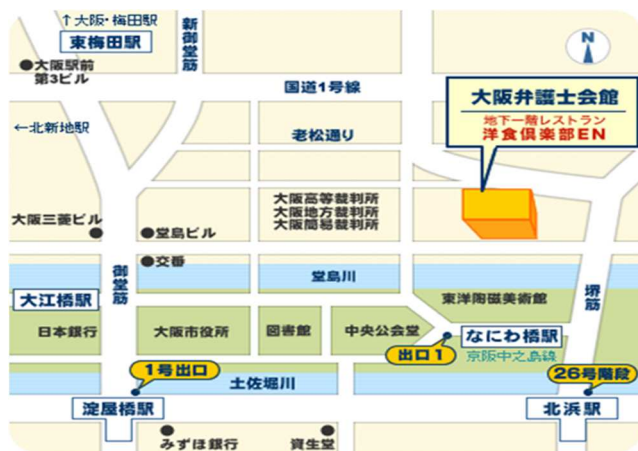 ↑大阪・梅田駅
東梅田駅
新御堂筋
N
大阪駅前
第3ビル
国道1号線
大阪弁護士会館
地下一階レストラン
洋食倶楽部EN
←北新地駅
老松通り
大阪高等裁判所
大阪地方裁判所
大阪簡易裁判所
大阪三菱ビル
堂島ビル
交番
御堂筋
堂島川
堺筋
大江橋駅
東洋陶磁美術館
日本銀行
大阪市役所
図書館
中央公会堂
なにわ橋駅
出口1
京阪中之島線
1号出口
土佐堀川
26号階段
淀屋橋駅
北浜駅
みずほ銀行
資生堂